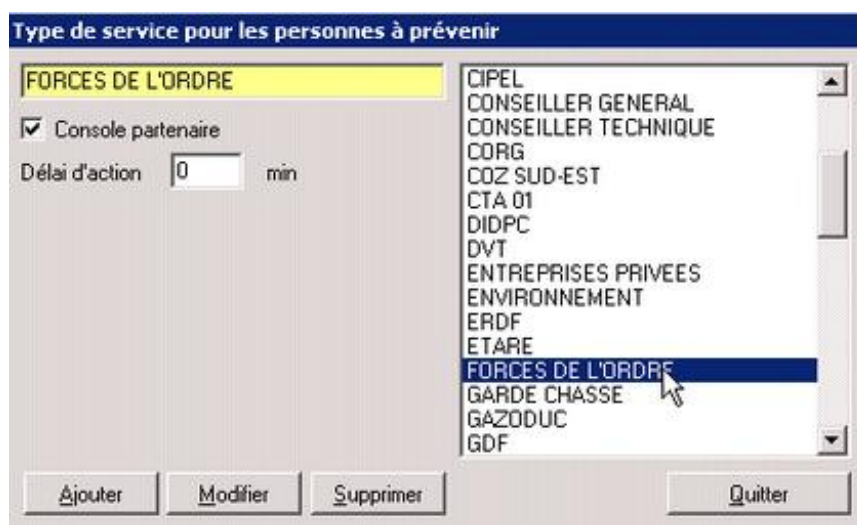 Type de service pour les personnes à prévenir
FORCES DE L'ORDRE
Console partenaire
Délai d'action 0 min
CIPEL
CONSEILLER GENERAL
CONSEILLER TECHNIQUE
CORG
COZ SUD-EST
CTA 01
DIDPC
DVT
ENTREPRISES PRIVEES
ENVIRONNEMENT
ERDF
ETARE
FORCES DE L'ORDRE
GARDE CHASSE
GAZODUC
GDF
Ajouter Modifier Supprimer Quitter